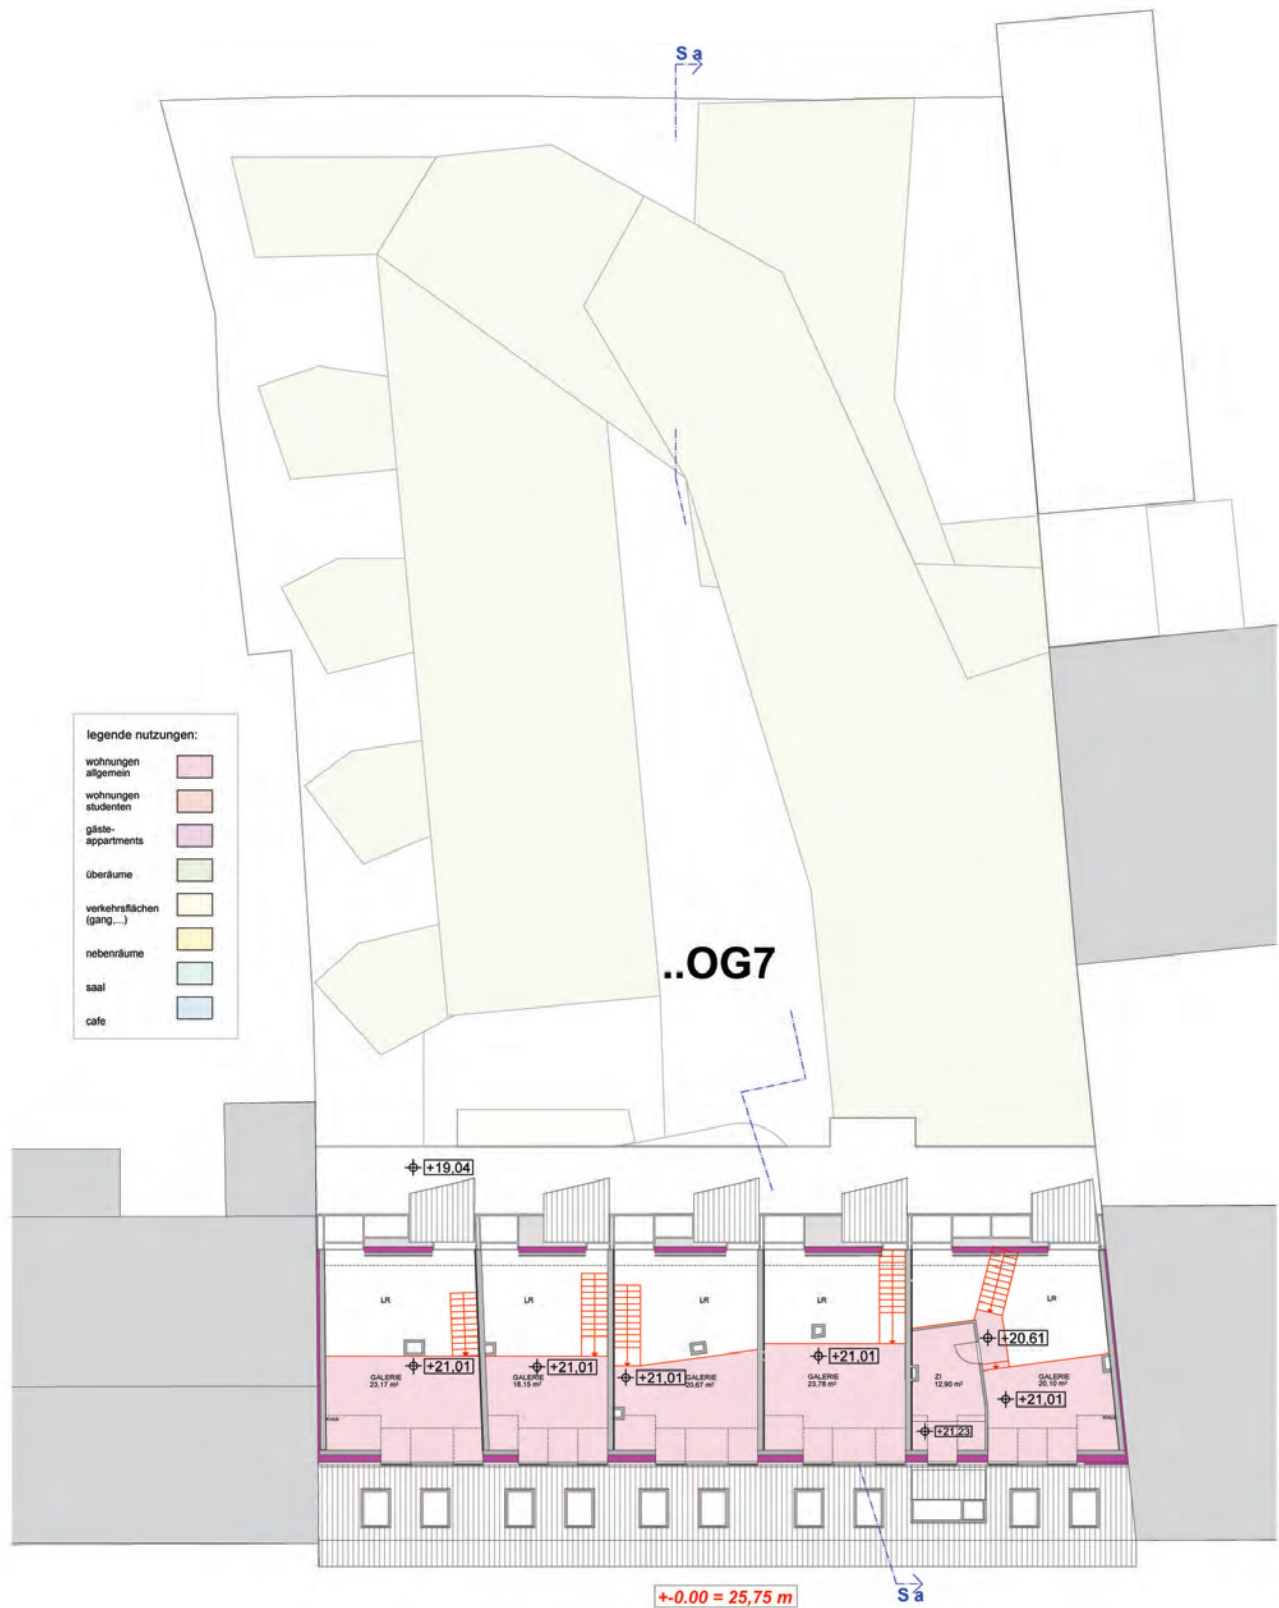 S a
legende nutzungen:
wohnungen
allgemein
wohnungen
studenten
gäste-
appartments
überäume
verkehrsflächen
(gang,...)
nebenräume
saal
cafe
..OG7
+19,04
LR
LR
LR
LR
LR
+20,61
+21,01
+21,01
+21,01
+21,01
+21,01
+21,23
GALERIE
23,17 m²
GALERIE
16,15 m²
GALERIE
20,67 m²
GALERIE
23,78 m²
ZI
12,90 m²
GALERIE
20,10 m²
S a
+-0.00 = 25,75 m